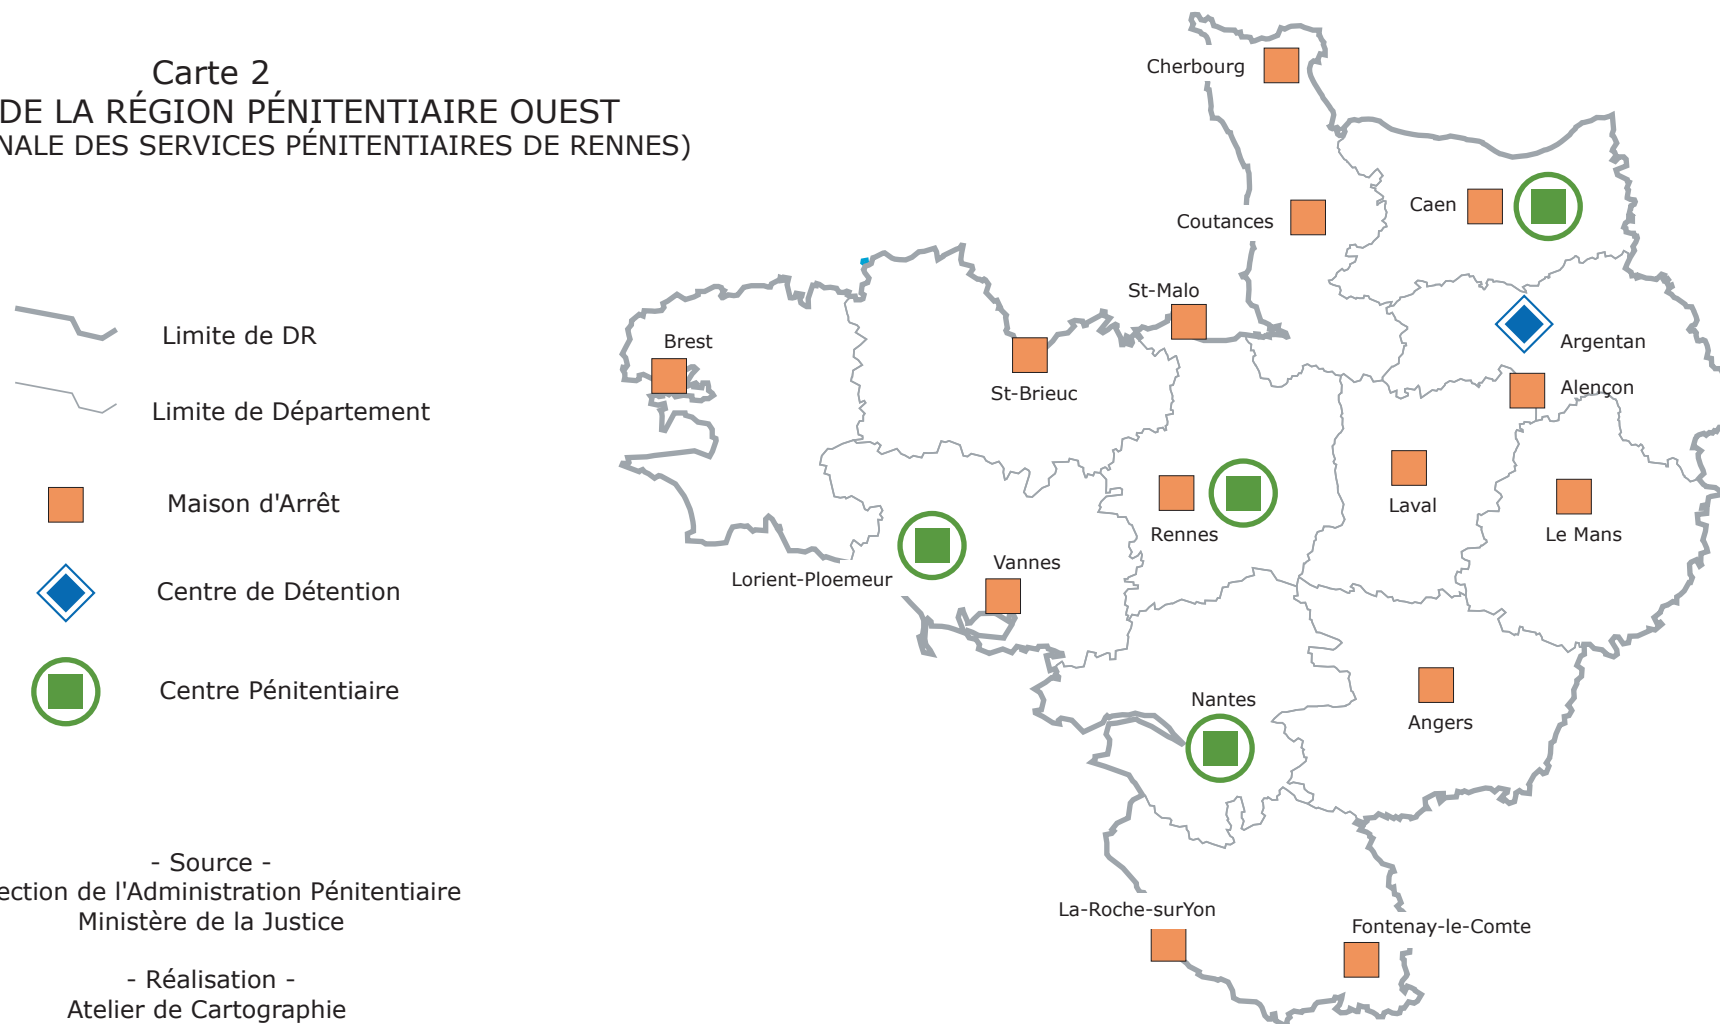 Carte 2
DE LA RÉGION PÉNITENTIAIRE OUEST
NALE DES SERVICES PÉNITENTIAIRES DE RENNES)
Limite de DR
Limite de Département
Maison d'Arrêt
Centre de Détention
Centre Pénitentiaire
- Source -
ection de l'Administration Pénitentiaire
Ministère de la Justice
- Réalisation -
Atelier de Cartographie
Cherbourg
Caen
Coutances
St-Malo
Brest
Argentan
St-Brieuc
Alençon
Laval
Rennes
Le Mans
Vannes
Lorient-Ploemeur
Nantes
Angers
La-Roche-surYon
Fontenay-le-Comte